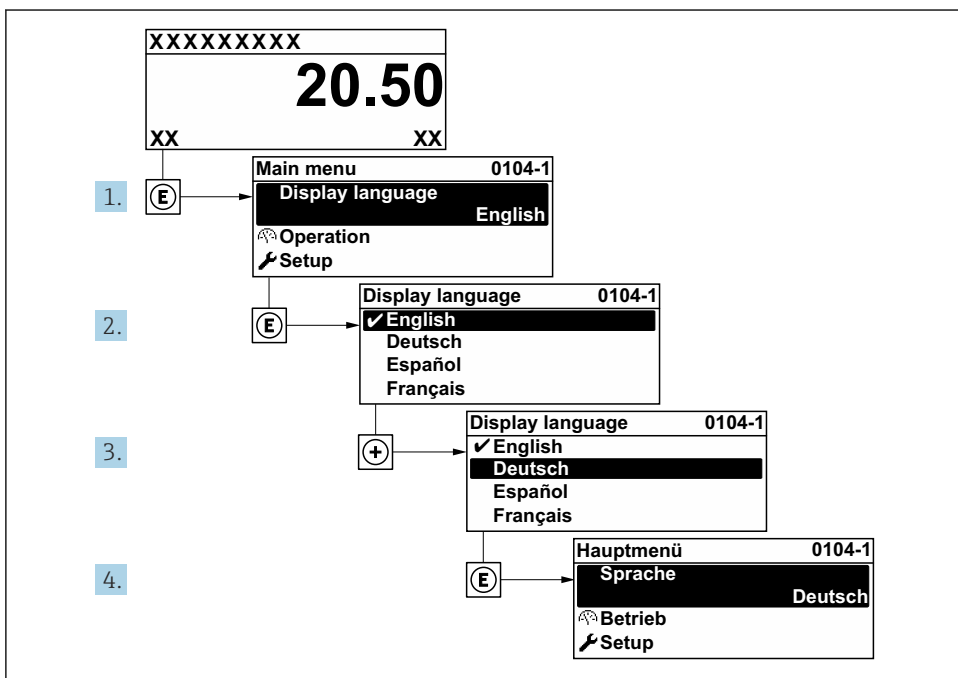 XXXXXXXXX
20.50
XX XX
1. E
Main menu 0104-1
Display language
English
Operation
Setup
2. E
Display language 0104-1
✔English
Deutsch
Español
Français
3. +
Display language 0104-1
✔English
Deutsch
Español
Français
4. E
Hauptmenü 0104-1
Sprache
Deutsch
Betrieb
Setup